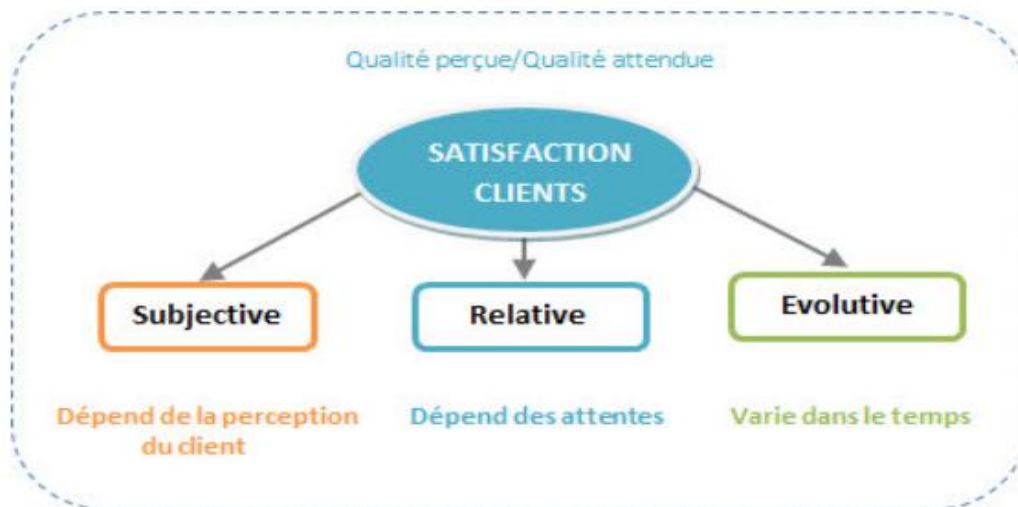 Qualité perçue/Qualité attendue
SATISFACTION
CLIENTS
Subjective
Relative
Evolutive
Dépend de la perception
du client
Dépend des attentes
Varie dans le temps